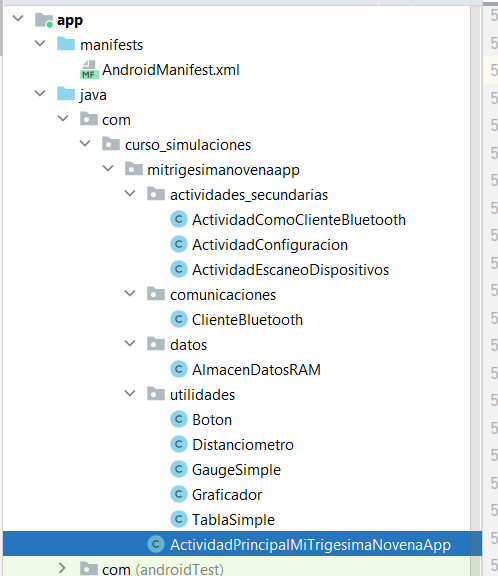 app
manifests
MF AndroidManifest.xml
java
com
curso_simulaciones
mitrigesimanovenaapp
actividades_secundarias
C ActividadComoClienteBluetooth
C ActividadConfiguracion
C ActividadEscaneoDispositivos
comunicaciones
C ClienteBluetooth
datos
C AlmacenDatosRAM
utilidades
C Boton
C Distanciometro
C GaugeSimple
C Graficador
C TablaSimple
C ActividadPrincipalMiTrigesimaNovenaApp
com (androidTest)